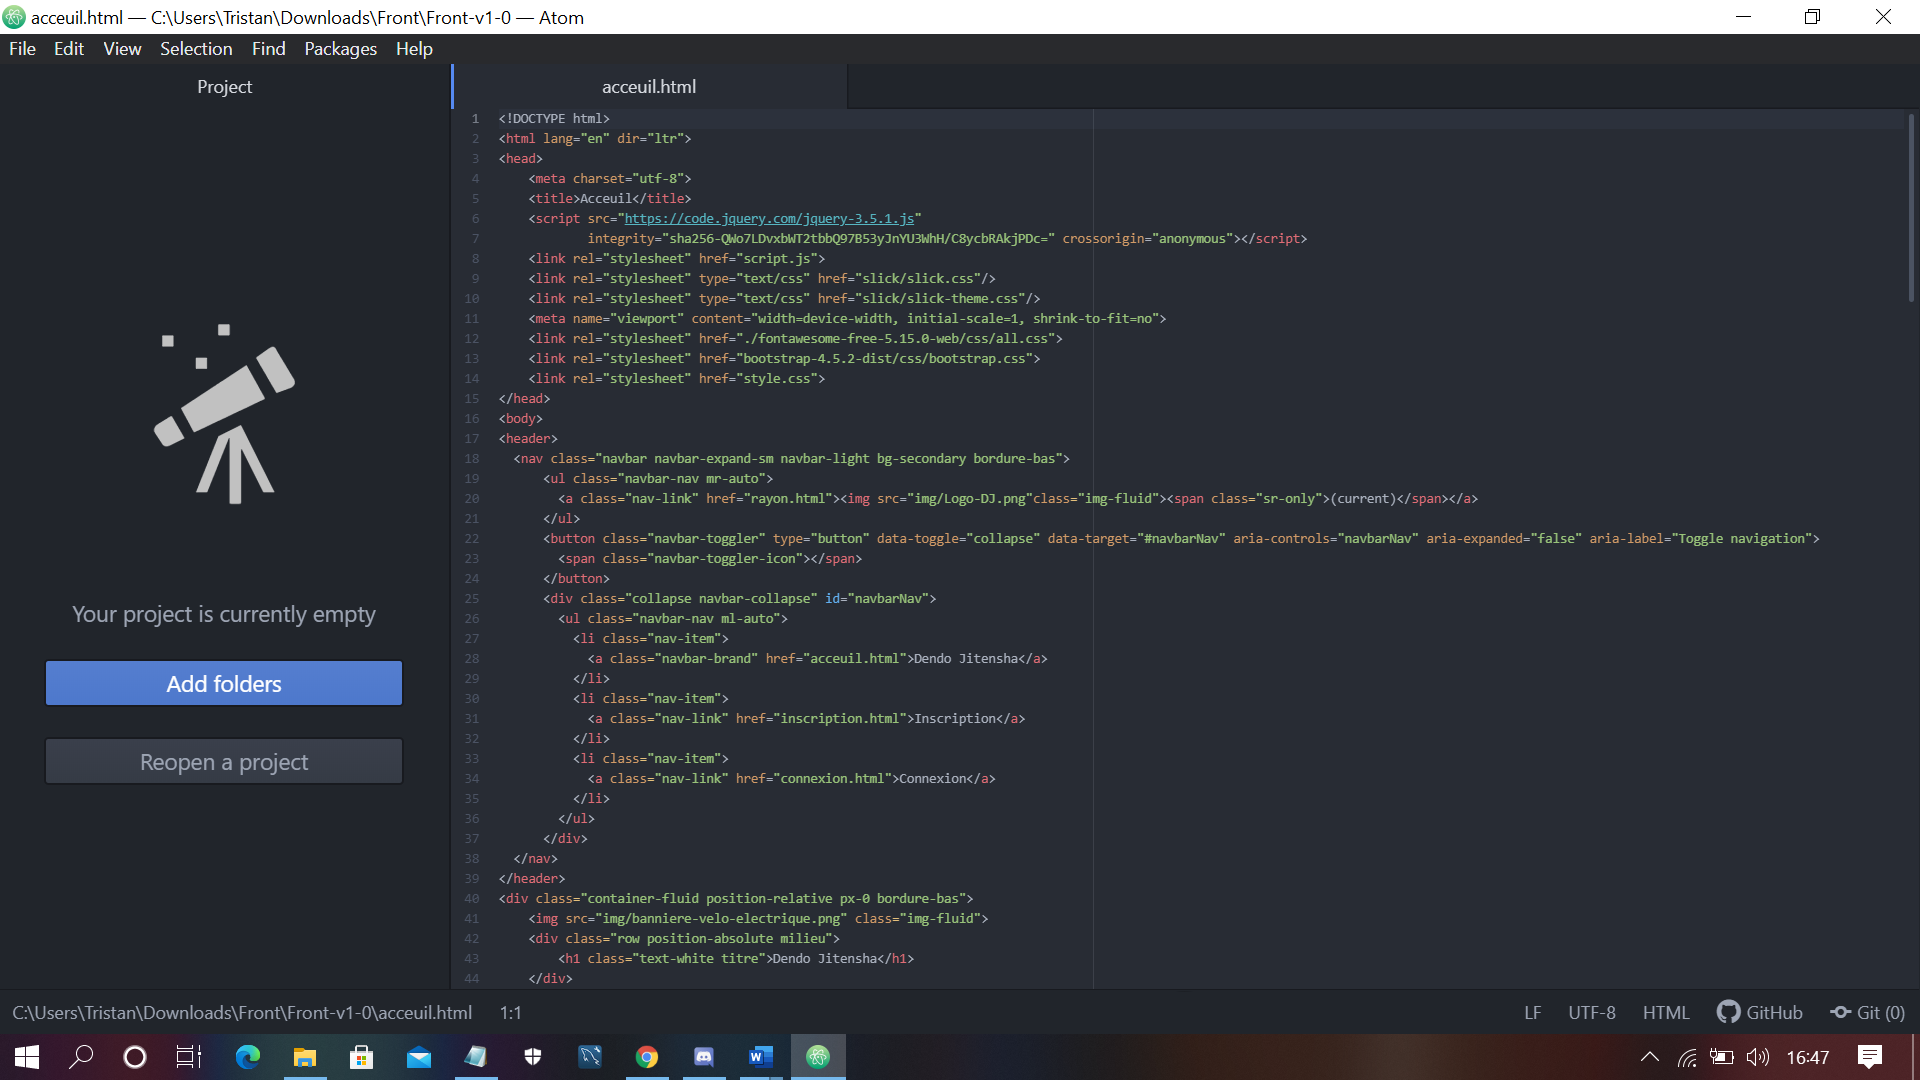 acceuil.html — C:\Users\Tristan\Downloads\Front\Front-v1-0 — Atom
File Edit View Selection Find Packages Help
Project
acceuil.html
Your project is currently empty
Add folders
Reopen a project
1 <!DOCTYPE html>
2 <html lang="en" dir="ltr">
3 <head>
4 <meta charset="utf-8">
5 <title>Acceuil</title>
6 <script src="https://code.jquery.com/jquery-3.5.1.js"
7 integrity="sha256-QWo7LDvxbWT2tbbQ97B53yJnYU3WhH/C8ycbRAkjPDc=" crossorigin="anonymous"></script>
8 <link rel="stylesheet" href="script.js">
9 <link rel="stylesheet" type="text/css" href="slick/slick.css"/>
10 <link rel="stylesheet" type="text/css" href="slick/slick-theme.css"/>
11 <meta name="viewport" content="width=device-width, initial-scale=1, shrink-to-fit=no">
12 <link rel="stylesheet" href="./fontawesome-free-5.15.0-web/css/all.css">
13 <link rel="stylesheet" href="bootstrap-4.5.2-dist/css/bootstrap.css">
14 <link rel="stylesheet" href="style.css">
15 </head>
16 <body>
17 <header>
18 <nav class="navbar navbar-expand-sm navbar-light bg-secondary bordure-bas">
19 <ul class="navbar-nav mr-auto">
20 <a class="nav-link" href="rayon.html"><img src="img/Logo-DJ.png"class="img-fluid"><span class="sr-only">(current)</span></a>
21 </ul>
22 <button class="navbar-toggler" type="button" data-toggle="collapse" data-target="#navbarNav" aria-controls="navbarNav" aria-expanded="false" aria-label="Toggle navigation">
23 <span class="navbar-toggler-icon"></span>
24 </button>
25 <div class="collapse navbar-collapse" id="navbarNav">
26 <ul class="navbar-nav ml-auto">
27 <li class="nav-item">
28 <a class="navbar-brand" href="acceuil.html">Dendo Jitensha</a>
29 </li>
30 <li class="nav-item">
31 <a class="nav-link" href="inscription.html">Inscription</a>
32 </li>
33 <li class="nav-item">
34 <a class="nav-link" href="connexion.html">Connexion</a>
35 </li>
36 </ul>
37 </div>
38 </nav>
39 </header>
40 <div class="container-fluid position-relative px-0 bordure-bas">
41 <img src="img/banniere-velo-electrique.png" class="img-fluid">
42 <div class="row position-absolute milieu">
43 <h1 class="text-white titre">Dendo Jitensha</h1>
44 </div>
C:\Users\Tristan\Downloads\Front\Front-v1-0\acceuil.html 1:1 LF UTF-8 HTML GitHub Git (0)
16:47